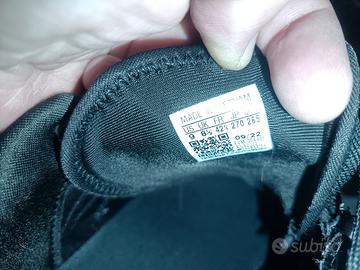 MADE IN VIETNAM
US UK FR JP
9 8½ 42⅔ 270 265
09/22
subito